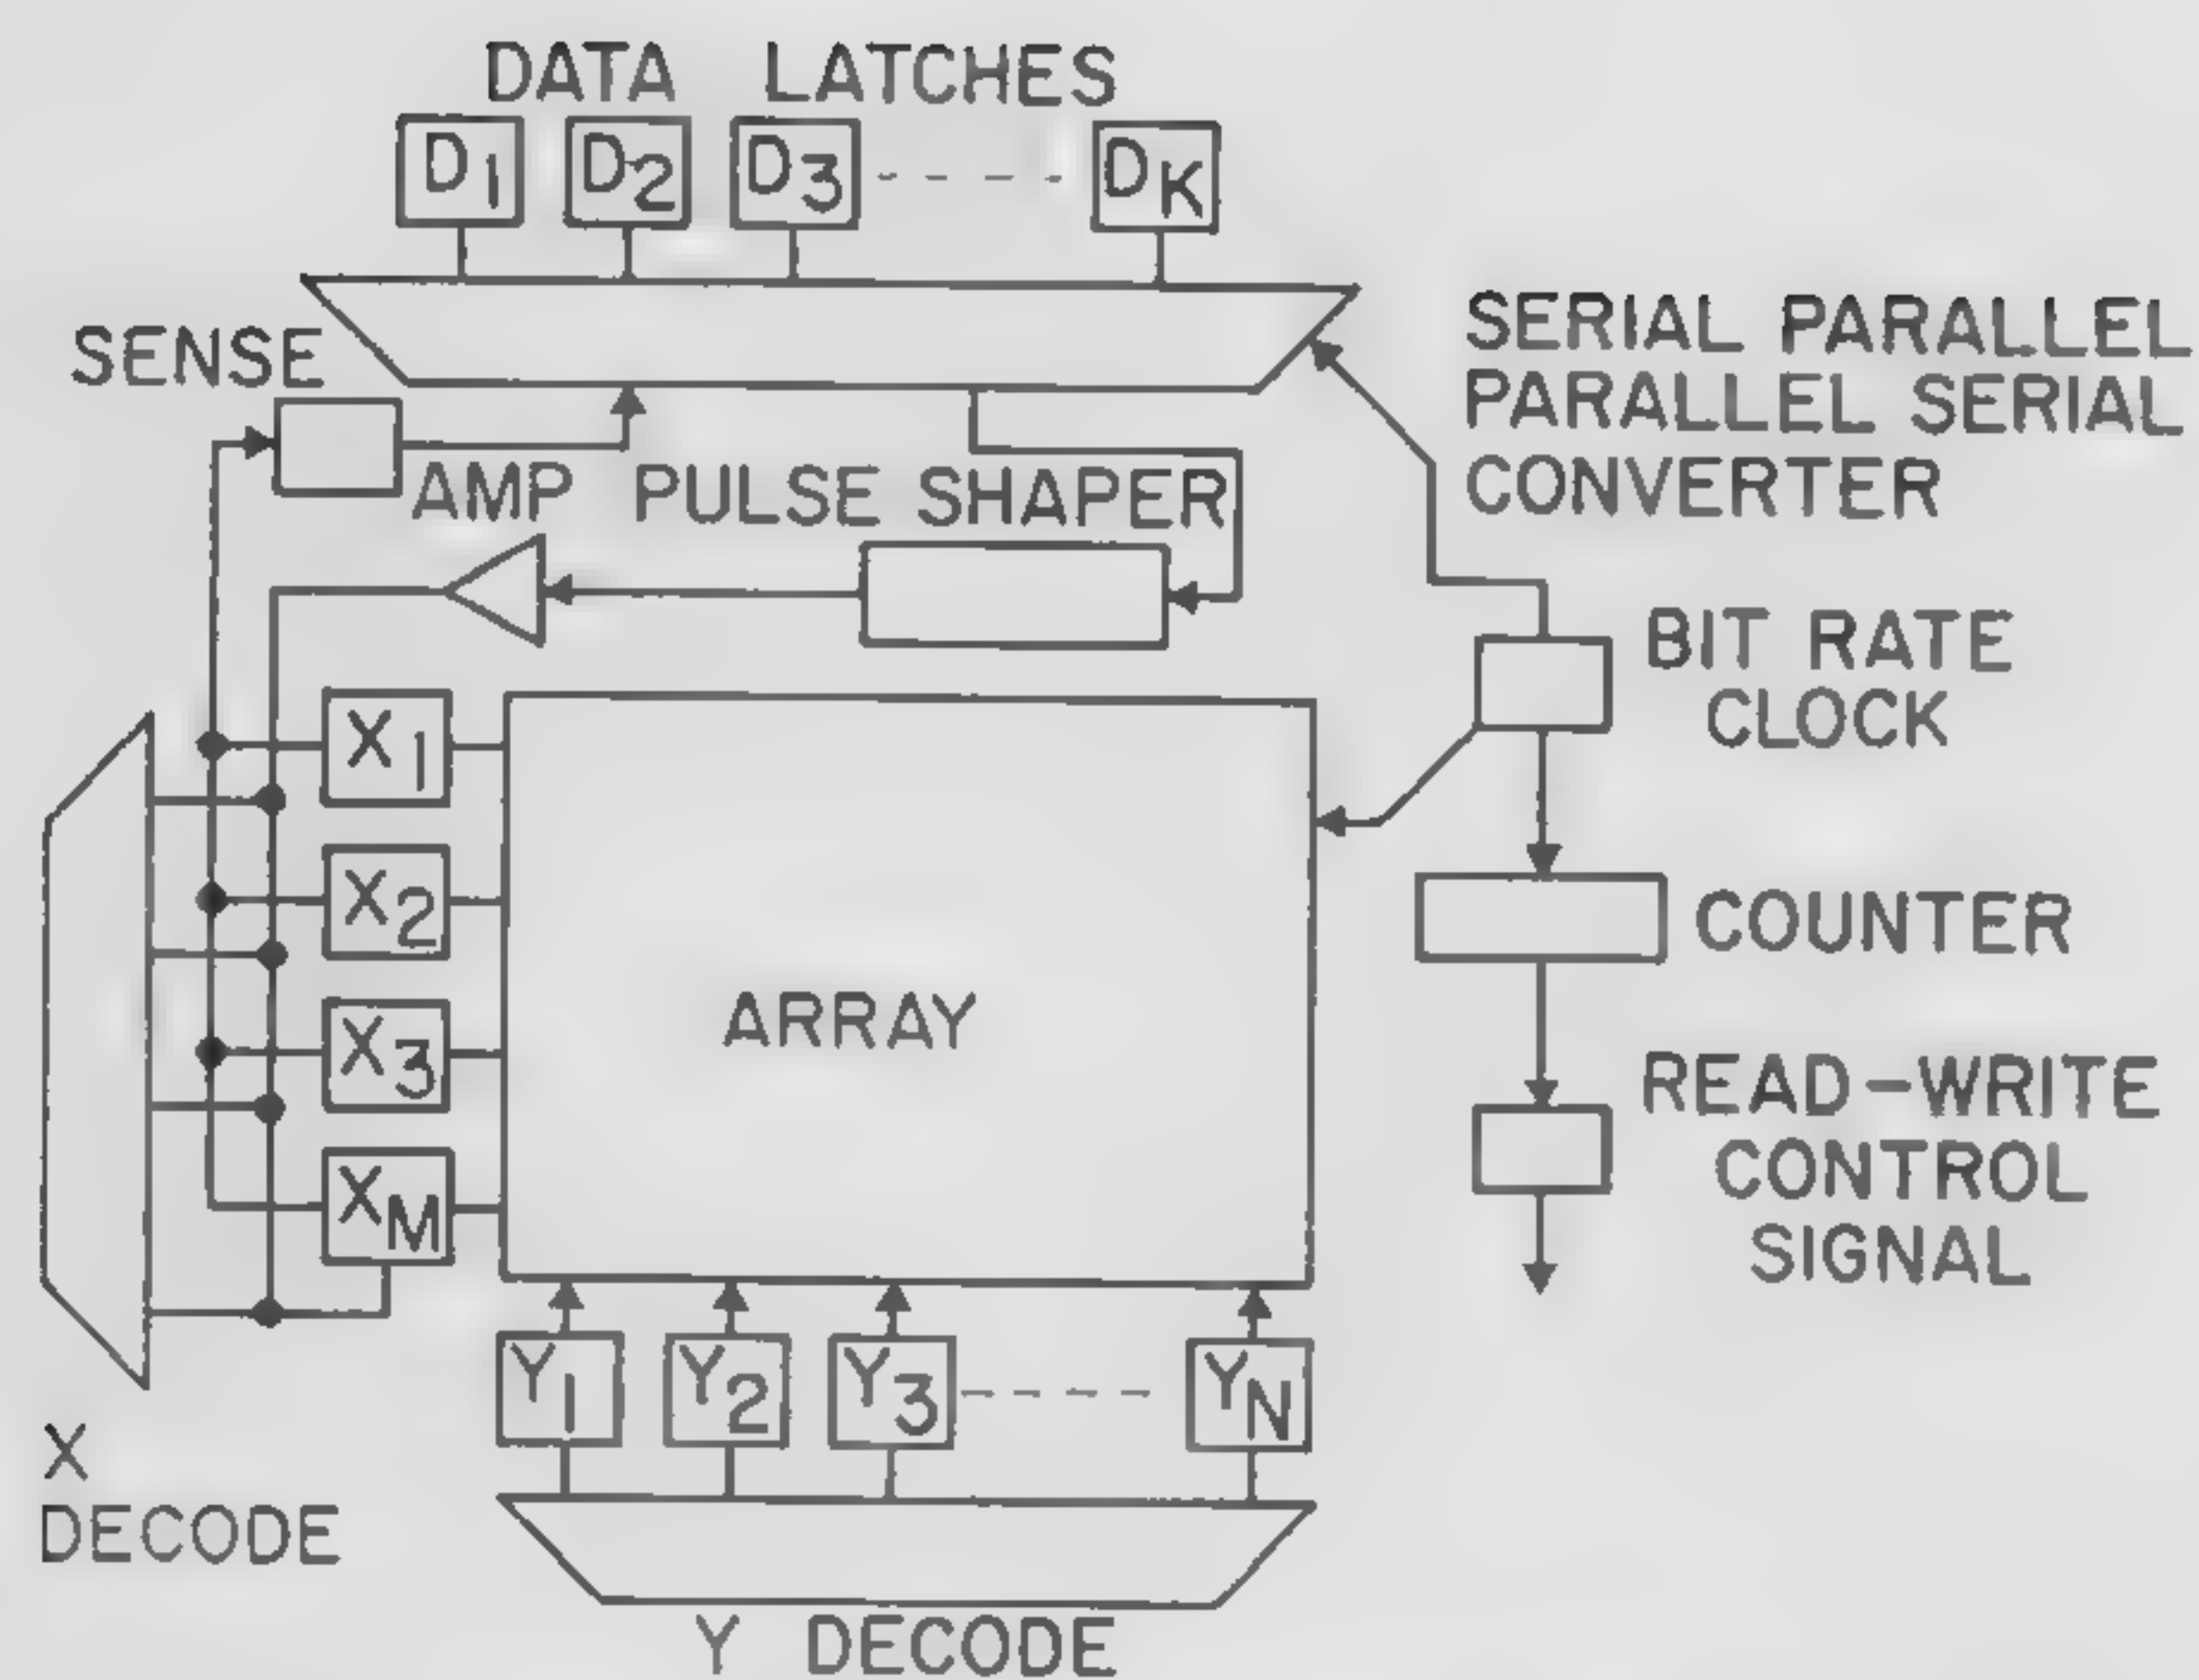 DATA LATCHES
D1 D2 D3 DK
SENSE
SERIAL PARALLEL
PARALLEL SERIAL
CONVERTER
AMP PULSE SHAPER
BIT RATE
CLOCK
X1
X2
X3
XM
ARRAY
COUNTER
READ-WRITE
CONTROL
SIGNAL
Y1 Y2 Y3 YN
X
DECODE
Y DECODE